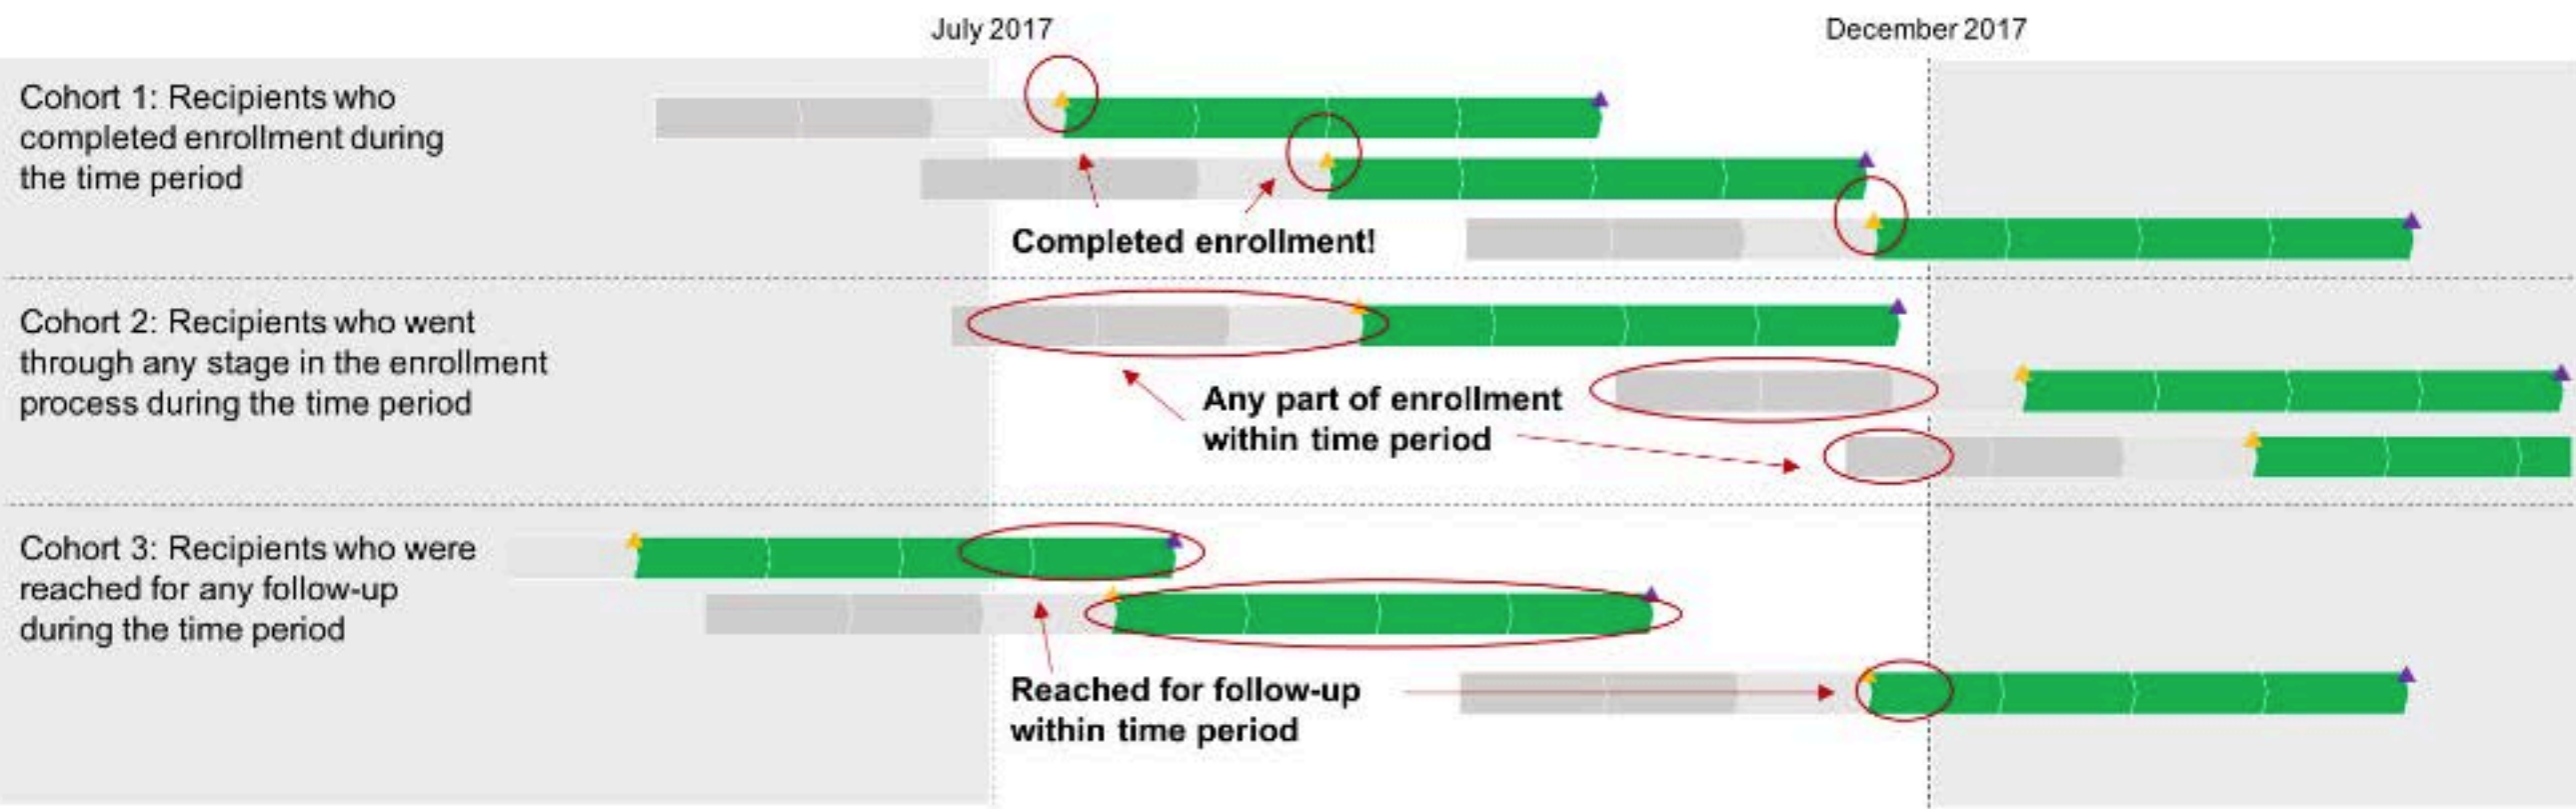 July 2017
December 2017
Cohort 1: Recipients who
completed enrollment during
the time period
Completed enrollment!
Cohort 2: Recipients who went
through any stage in the enrollment
process during the time period
Any part of enrollment
within time period
Cohort 3: Recipients who were
reached for any follow-up
during the time period
Reached for follow-up
within time period